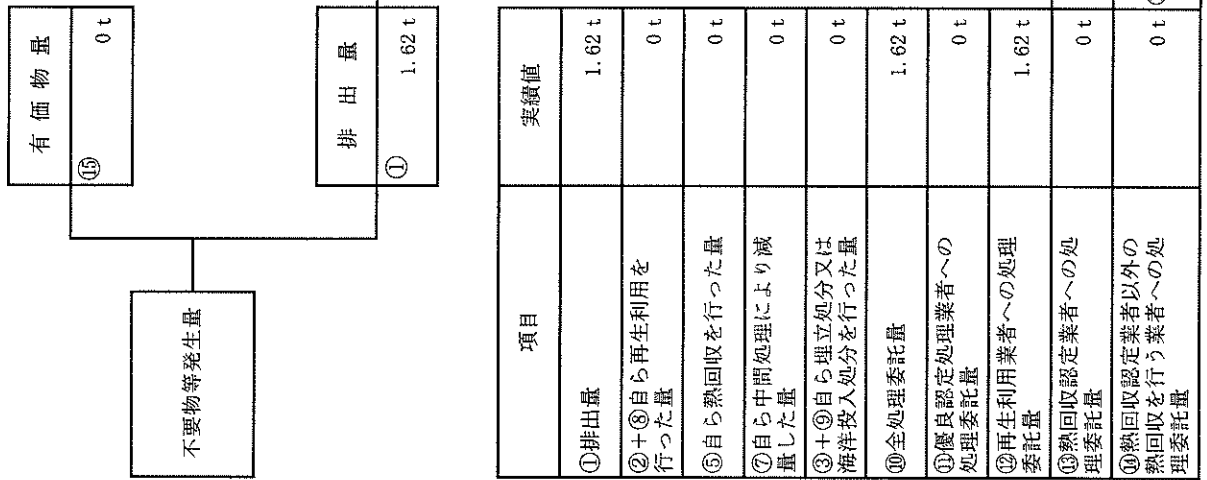 不要物等発生量
有価物量
⑮ 0 t
排出量
① 1.62 t
項目 実績値
①排出量 1.62 t
②+⑧自ら再生利用を
行った量 0 t
⑤自ら熱回収を行った量 0 t
⑦自ら中間処理により減
量した量 0 t
③+⑨自ら埋立処分又は
海洋投入処分を行った量 0 t
⑩全処理委託量 1.62 t
⑪優良認定処理業者への
処理委託量 0 t
⑫再生利用業者への処理
委託量 1.62 t
⑬熱回収認定業者への処
理委託量 0 t
⑭熱回収認定業者以外の
熱回収を行う業者への処
理委託量 0 t